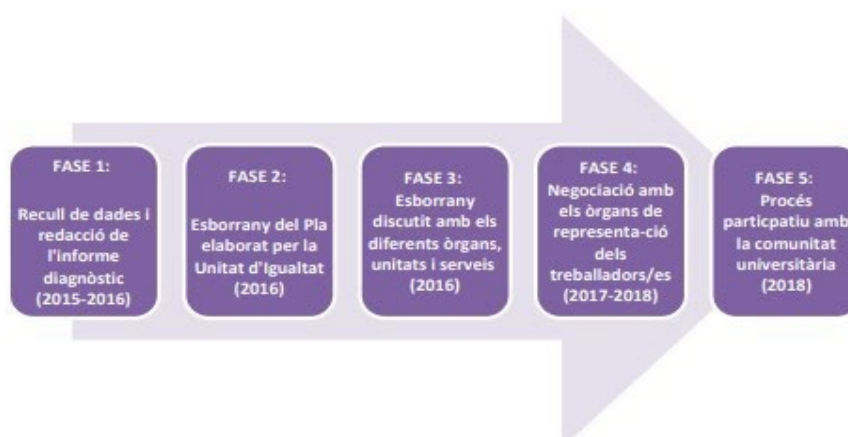 FASE 1:
Recull de dades i
redacció de
l'informe
diagnòstic
(2015-2016)
FASE 2:
Esborrany del Pla
elaborat per la
Unitat d'Igualtat
(2016)
FASE 3:
Esborrany
discutit amb els
diferents òrgans,
unitats i serveis
(2016)
FASE 4:
Negociació amb
els òrgans de
representa-ció
dels
treballadors/es
(2017-2018)
FASE 5:
Procés
particpatiu amb
la comunitat
universitària
(2018)